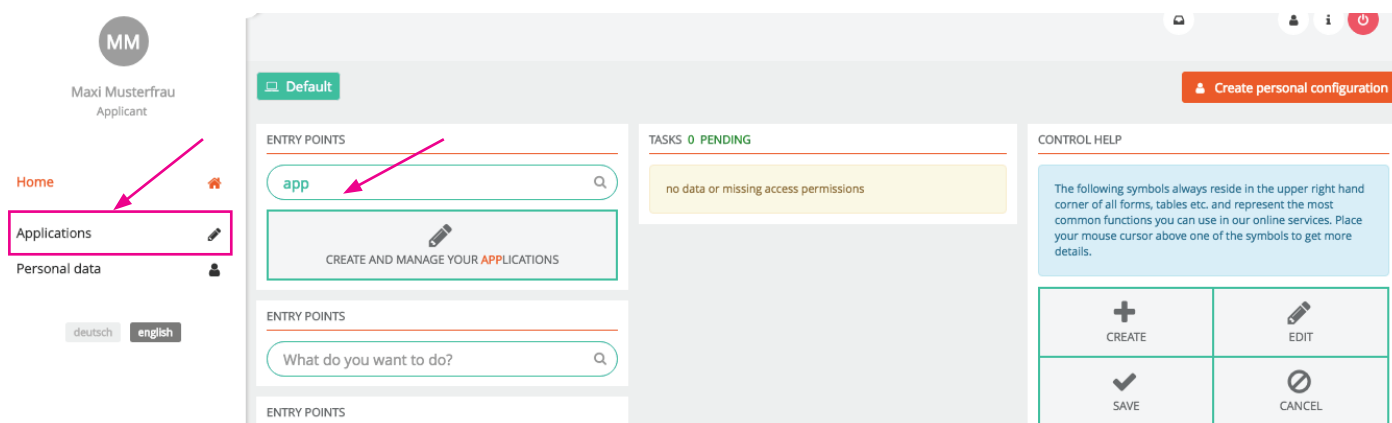 MM
Maxi Musterfrau
Applicant
Home
Applications
Personal data
deutsch
english
Default
Create personal configuration
ENTRY POINTS
app
CREATE AND MANAGE YOUR APPLICATIONS
ENTRY POINTS
What do you want to do?
ENTRY POINTS
TASKS 0 PENDING
no data or missing access permissions
CONTROL HELP
The following symbols always reside in the upper right hand
corner of all forms, tables etc. and represent the most
common functions you can use in our online services. Place
your mouse cursor above one of the symbols to get more
details.
CREATE
EDIT
SAVE
CANCEL